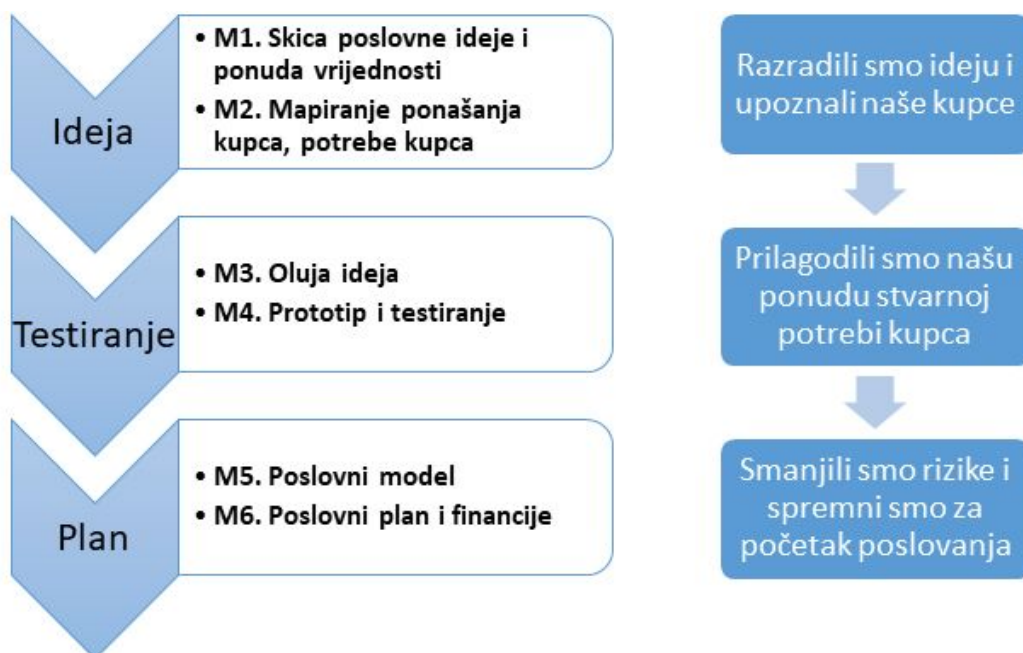 Ideja
• M1. Skica poslovne ideje i
ponuda vrijednosti
• M2. Mapiranje ponašanja
kupca, potrebe kupca
Razradili smo ideju i
upoznali naše kupce
Testiranje
• M3. Oluja ideja
• M4. Prototip i testiranje
Prilagodili smo našu
ponudu stvarnoj
potrebi kupca
Plan
• M5. Poslovni model
• M6. Poslovni plan i financije
Smanjili smo rizike i
spremni smo za
početak poslovanja